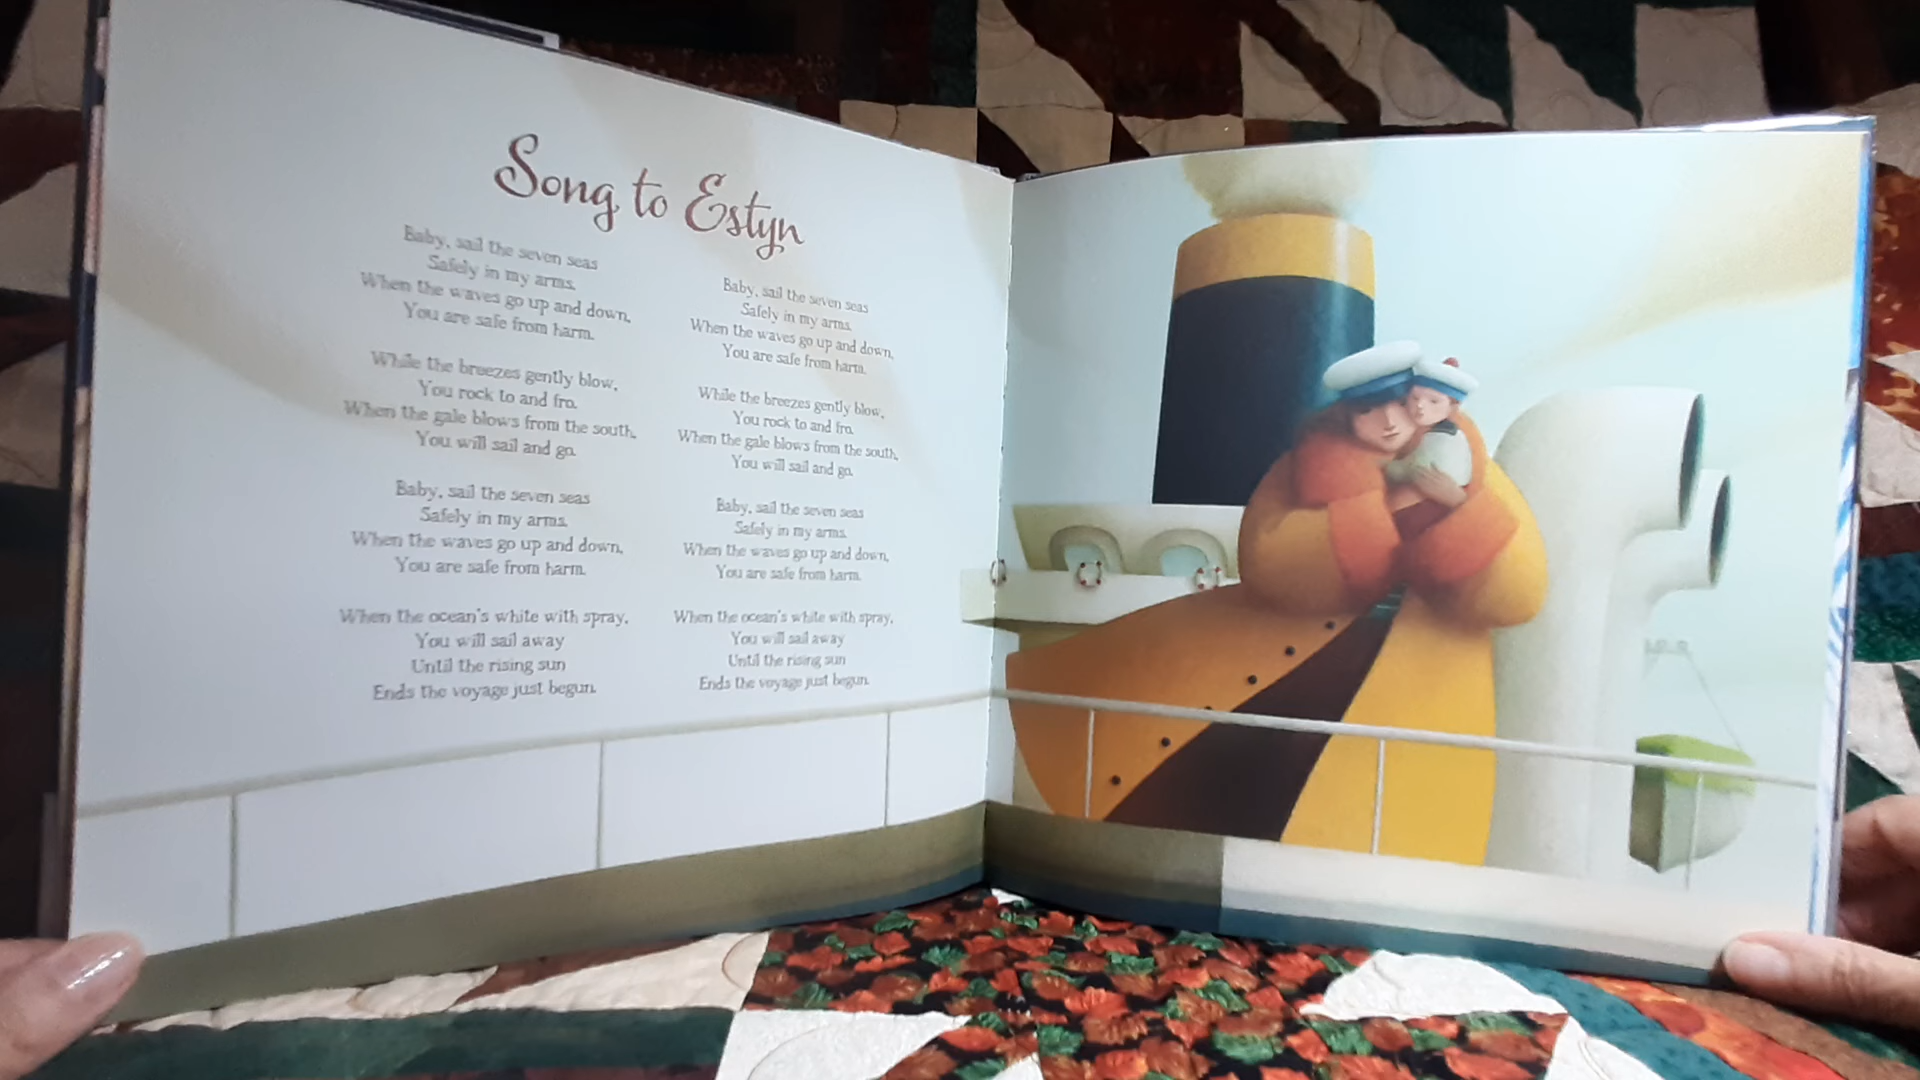 Song to Estyn
Baby, sail the seven seas
Safely in my arms.
When the waves go up and down,
You are safe from harm.
While the breezes gently blow,
You rock to and fro.
When the gale blows from the south,
You will sail and go.
Baby, sail the seven seas
Safely in my arms.
When the waves go up and down,
You are safe from harm.
When the ocean's white with spray,
You will sail away
Until the rising sun
Ends the voyage just begun.
Baby, sail the seven seas
Safely in my arms.
When the waves go up and down,
You are safe from harm.
While the breezes gently blow,
You rock to and fro.
When the gale blows from the south,
You will sail and go.
Baby, sail the seven seas
Safely in my arms.
When the waves go up and down,
You are safe from harm.
When the ocean's white with spray,
You will sail away
Until the rising sun
Ends the voyage just begun.